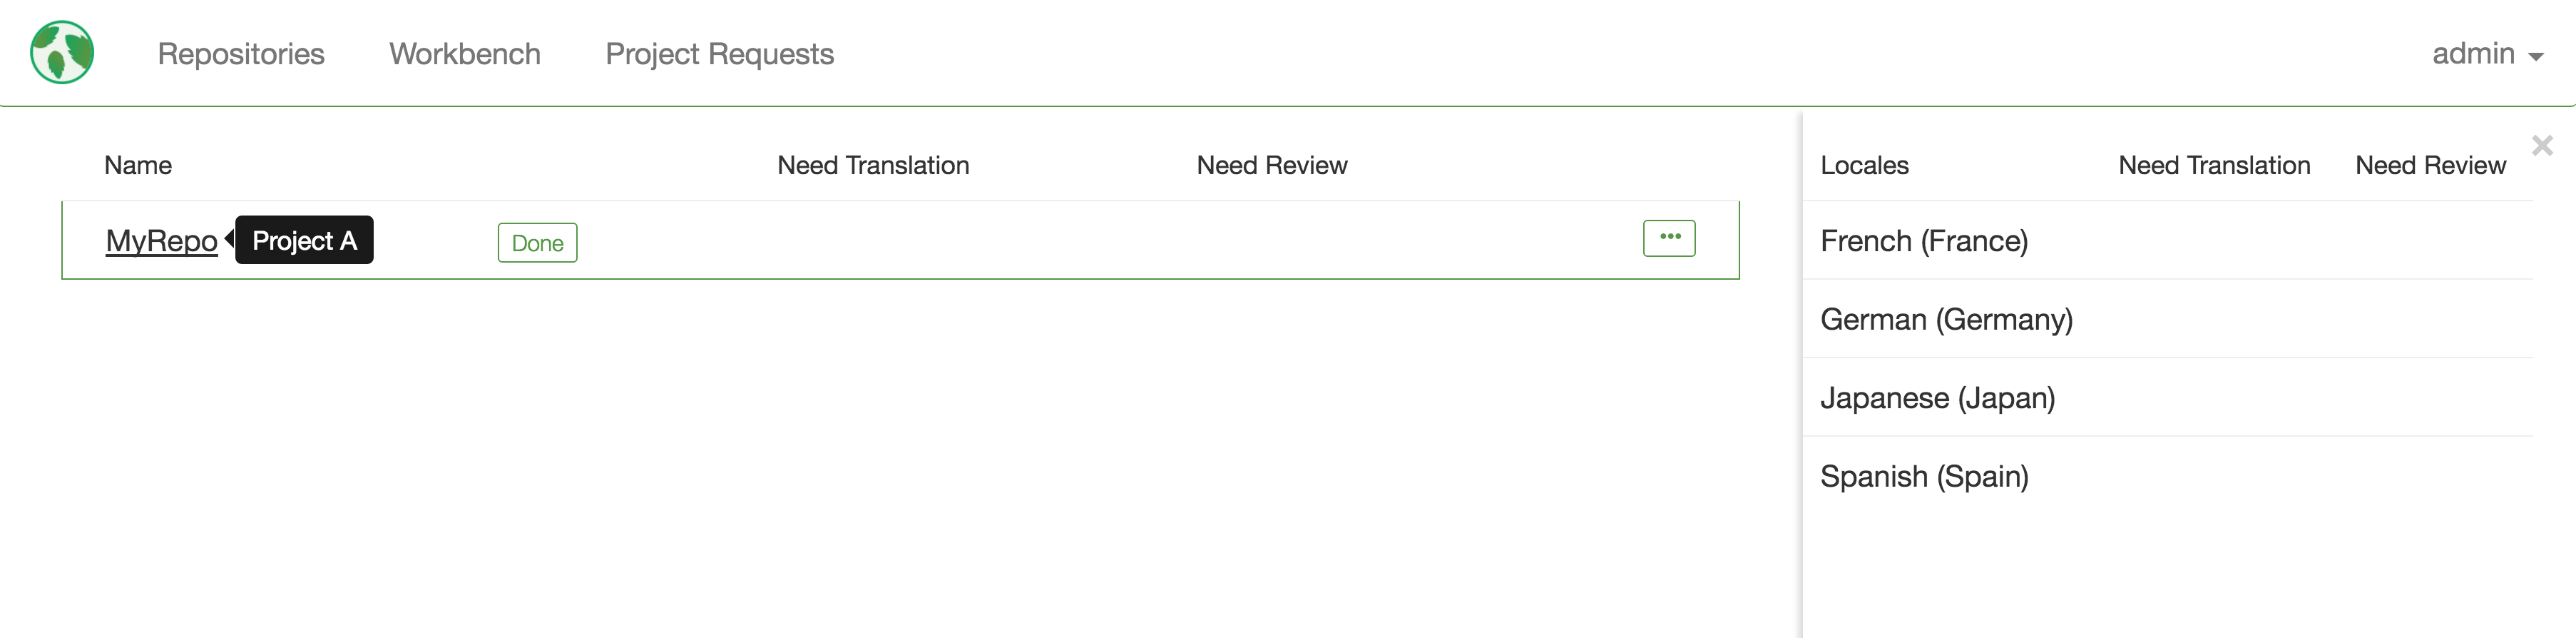 Repositories Workbench Project Requests admin
Name Need Translation Need Review
MyRepo Project A Done •••
Locales Need Translation Need Review ×
French (France)
German (Germany)
Japanese (Japan)
Spanish (Spain)